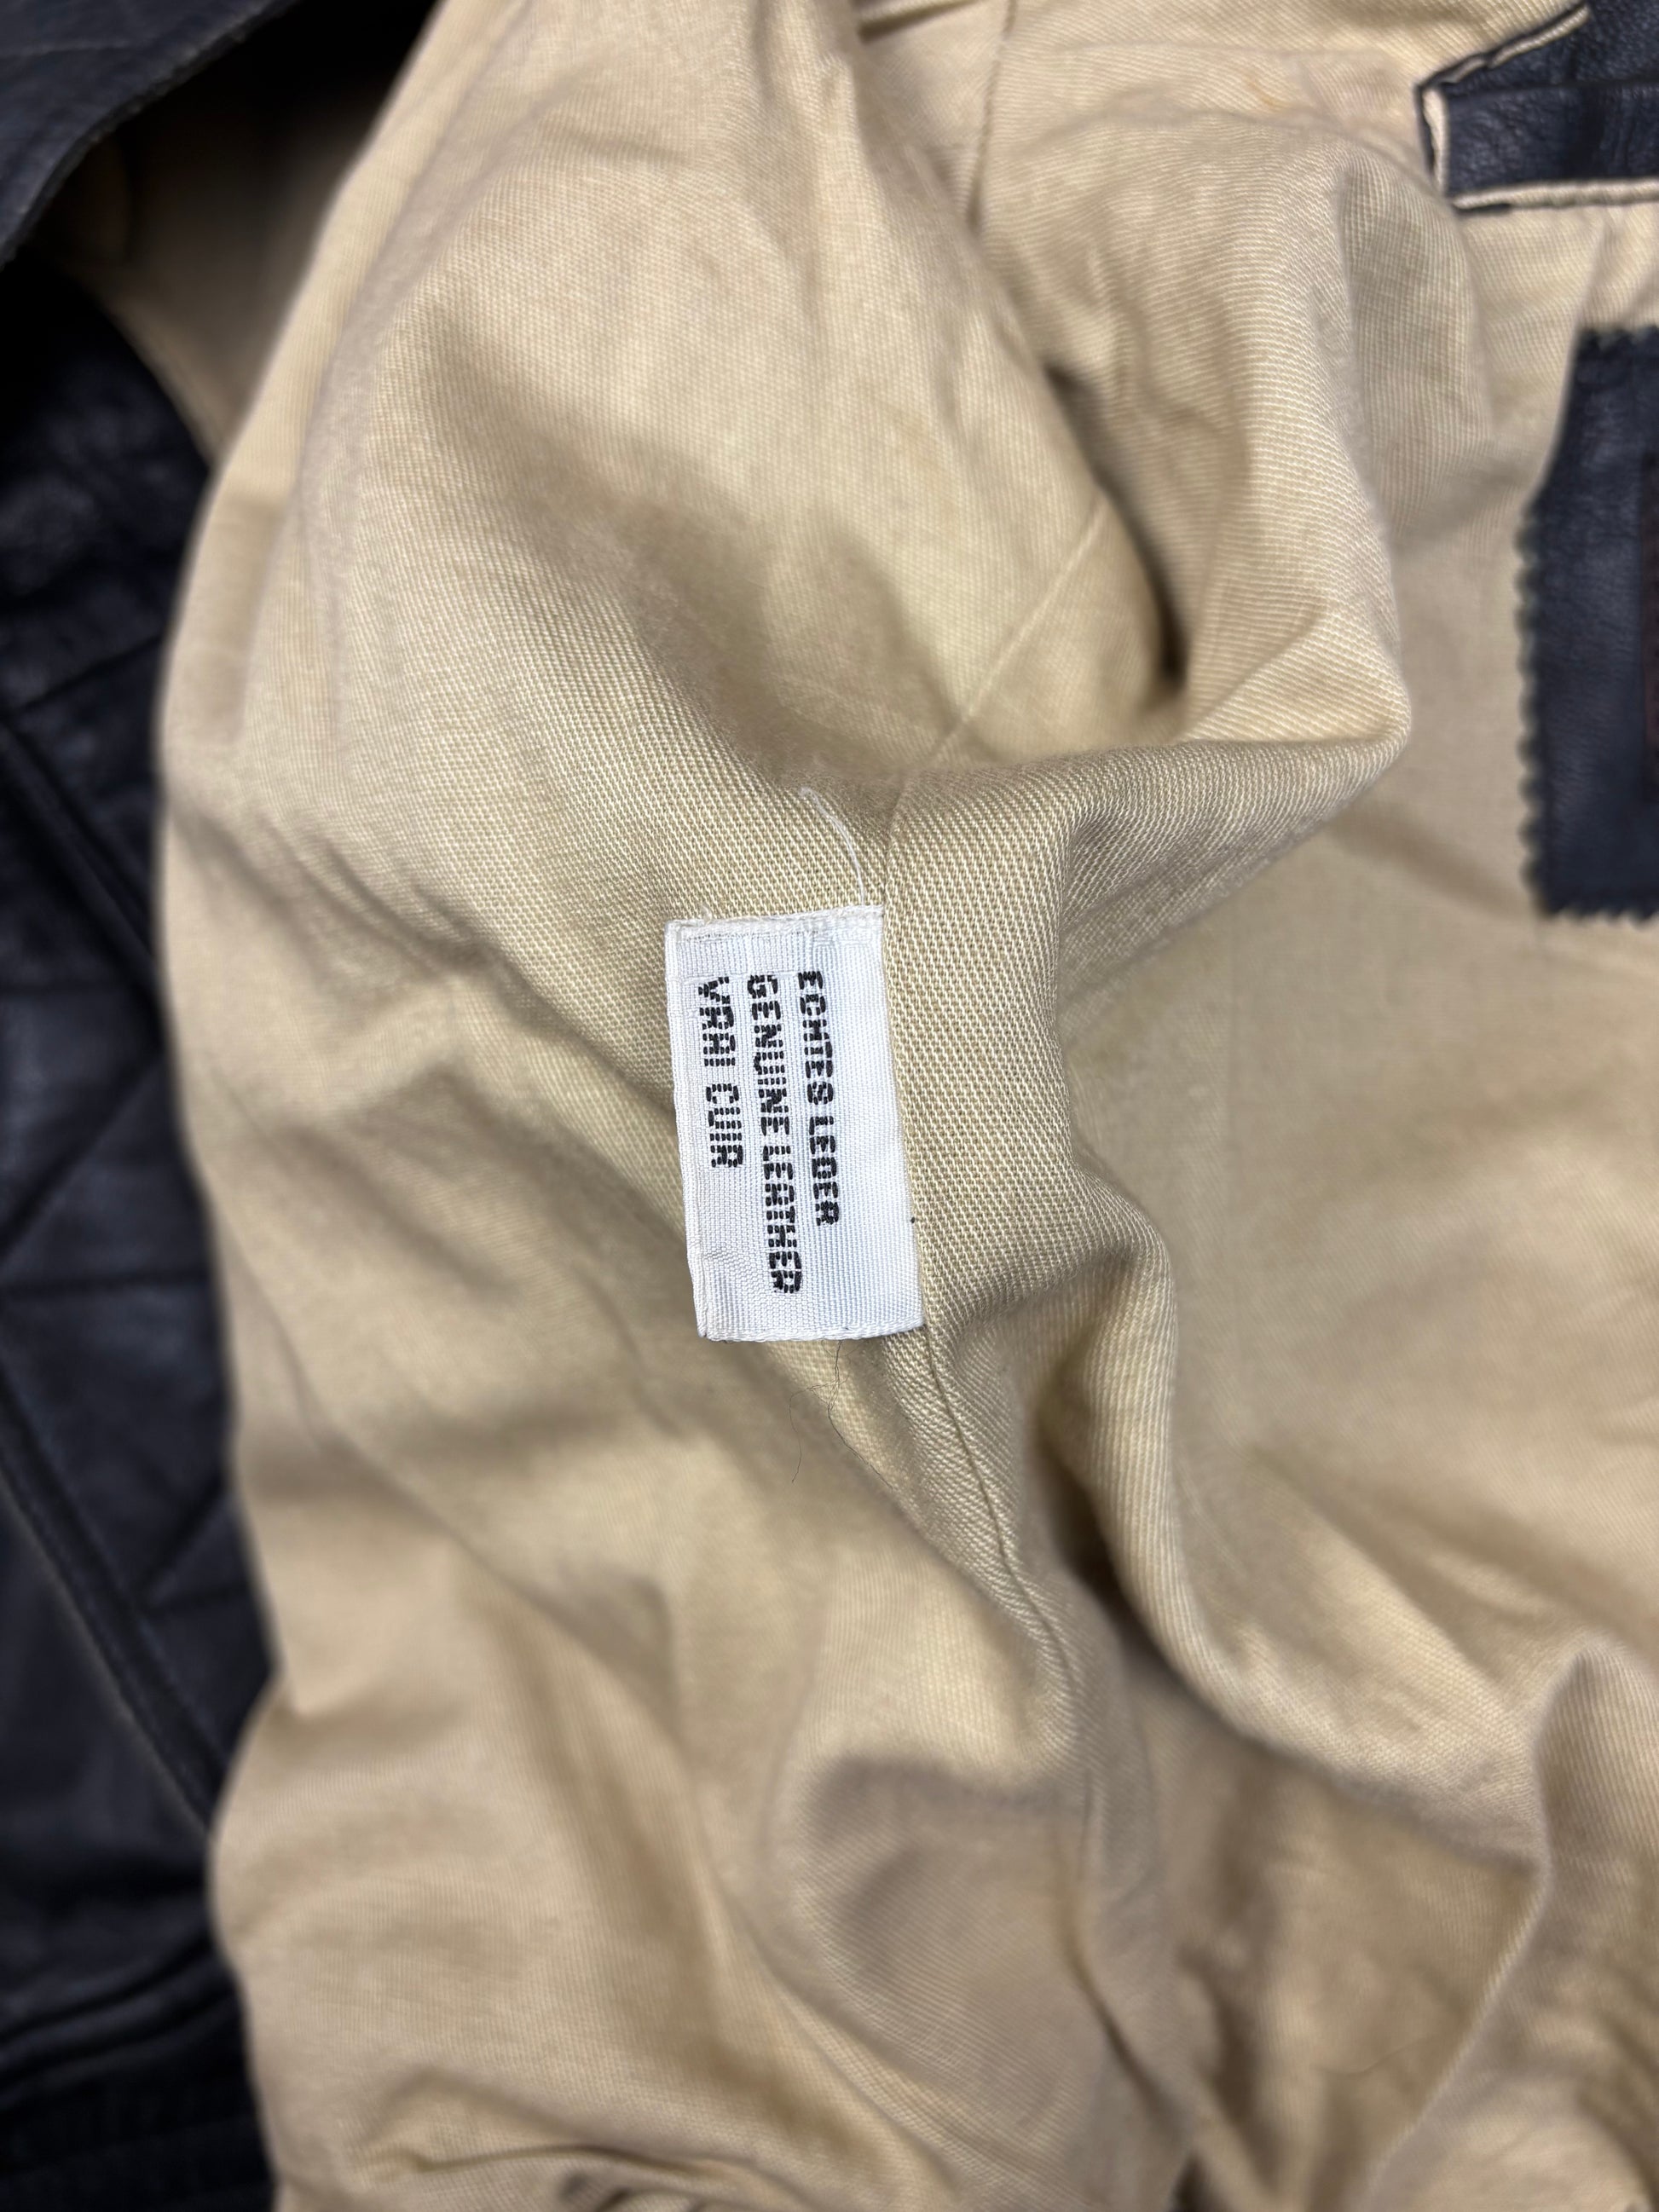 ECHTES LEDER
GENUINE LEATHER
VRAI CUIR